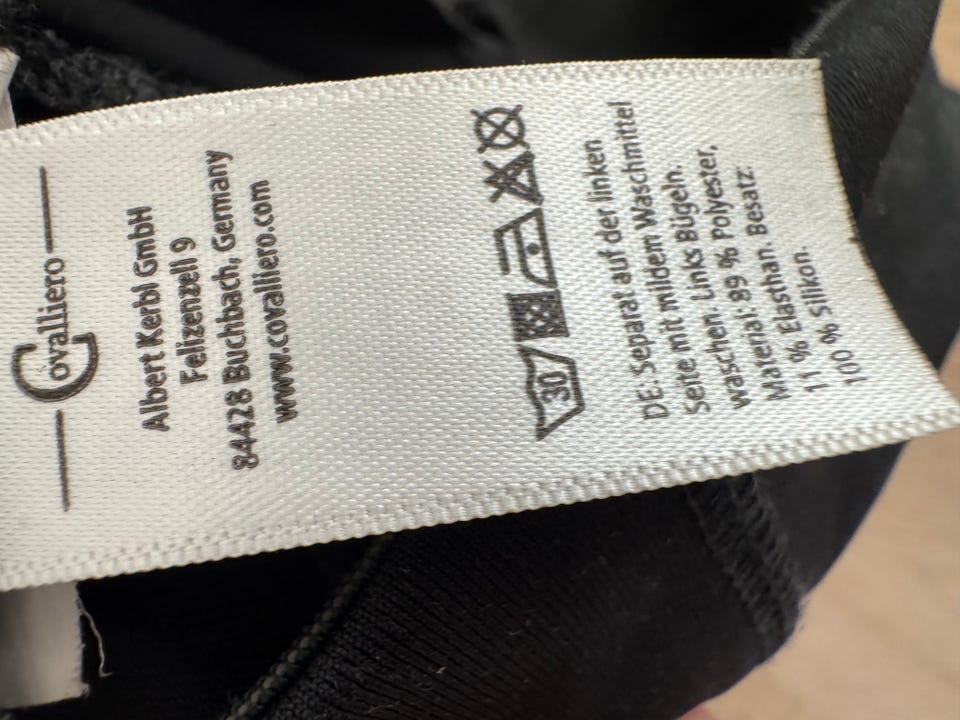 Covalliero
Albert Kerbl GmbH
Felizenzell 9
84428 Buchbach, Germany
www.covalliero.com
30
DE: Separat auf der linken
Seite mit mildem Waschmittel
waschen. Links Bügeln.
Material: 89 % Polyester,
11 % Elasthan. Besatz:
100 % Silikon.